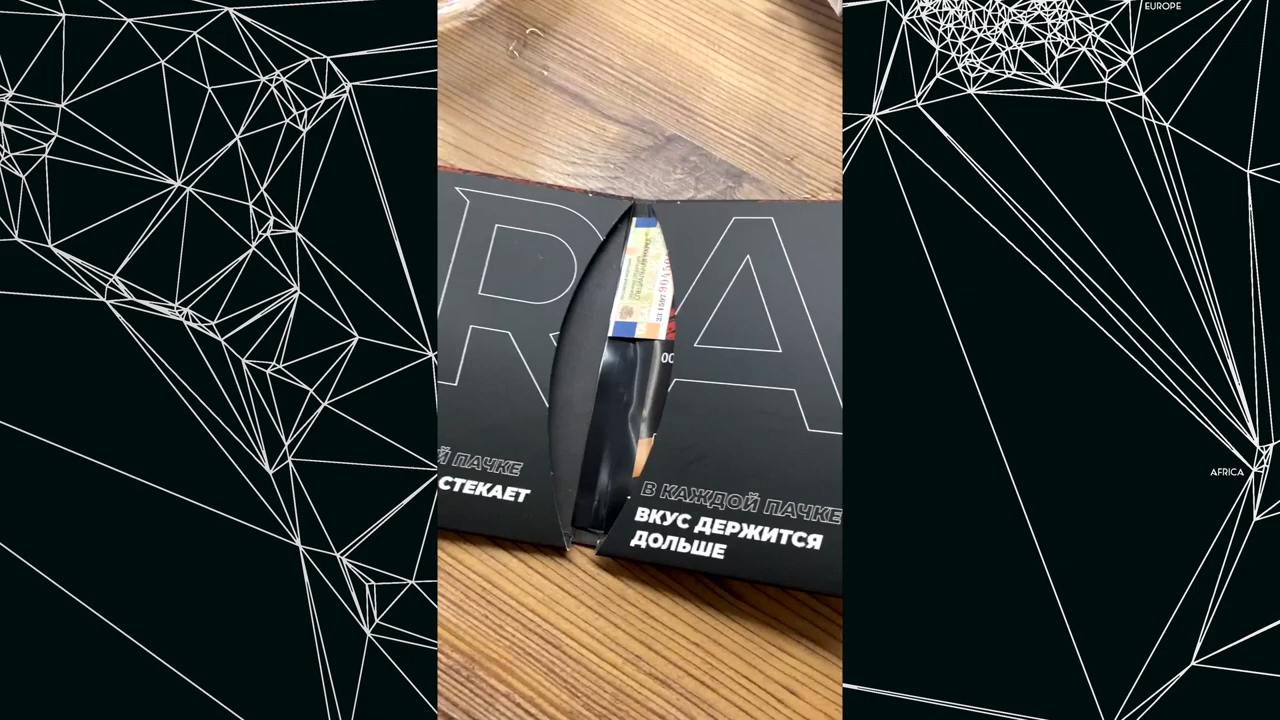 EUROPE
AFRICA
R
A
Й ПАЧКЕ
СТЕКАЕТ
В КАЖДОЙ ПАЧКЕ
ВКУС ДЕРЖИТСЯ
ДОЛЬШЕ